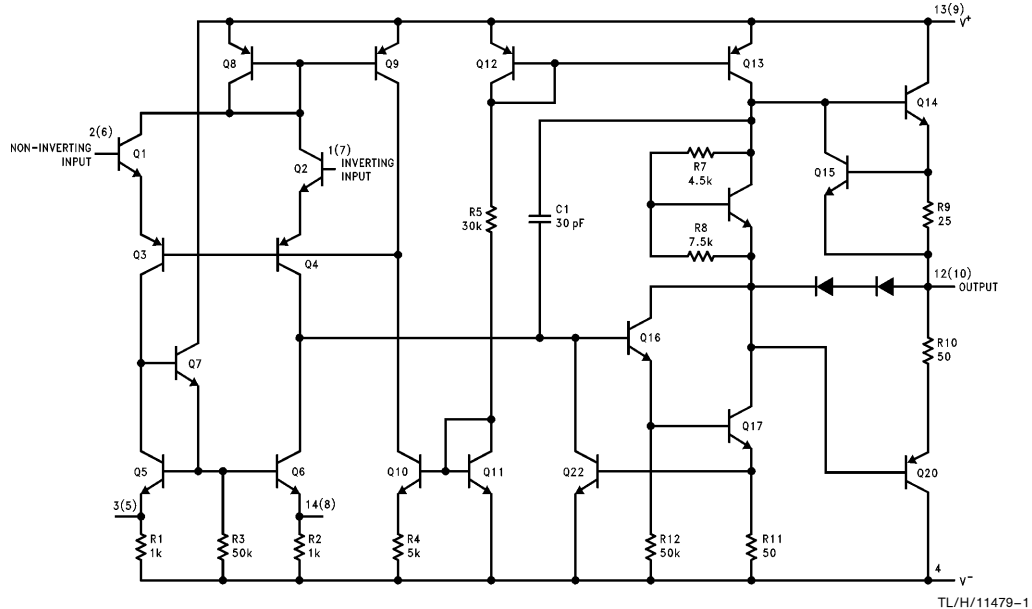 13(9)
V+
Q8
Q9
Q12
Q13
Q14
2(6)
NON-INVERTING
INPUT
Q1
1(7)
Q2
INVERTING
INPUT
R7
4.5k
Q15
R5
30k
C1
30 pF
R9
25
R8
7.5k
Q3
Q4
12(10)
OUTPUT
Q16
R10
50
Q7
Q17
Q5
Q6
Q10
Q11
Q22
Q20
3(5)
14(8)
R1
1k
R3
50k
R2
1k
R4
5k
R12
50k
R11
50
4
V−
TL/H/11479–1